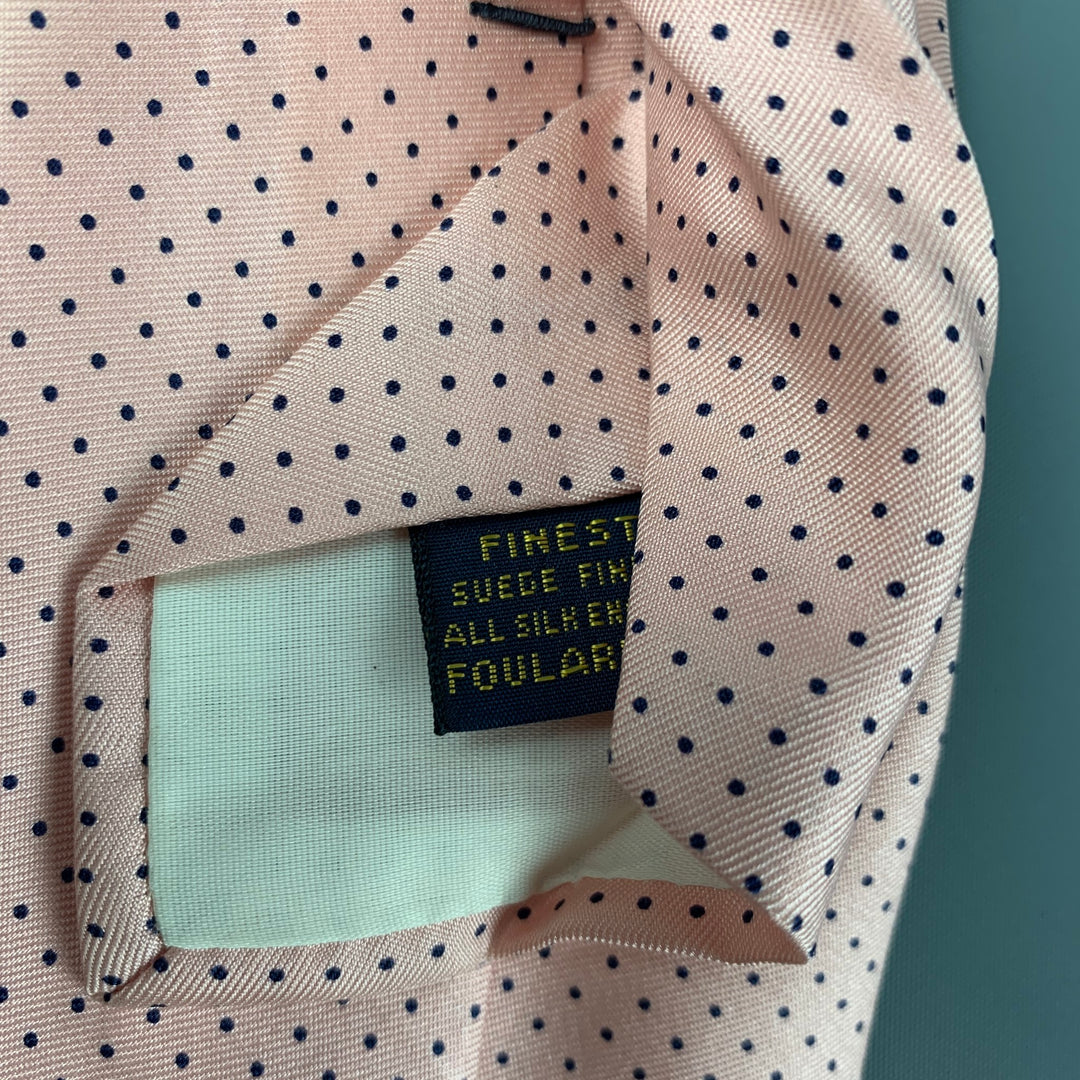 FINEST
SUEDE FIN
ALL SILK EN
FOULAR